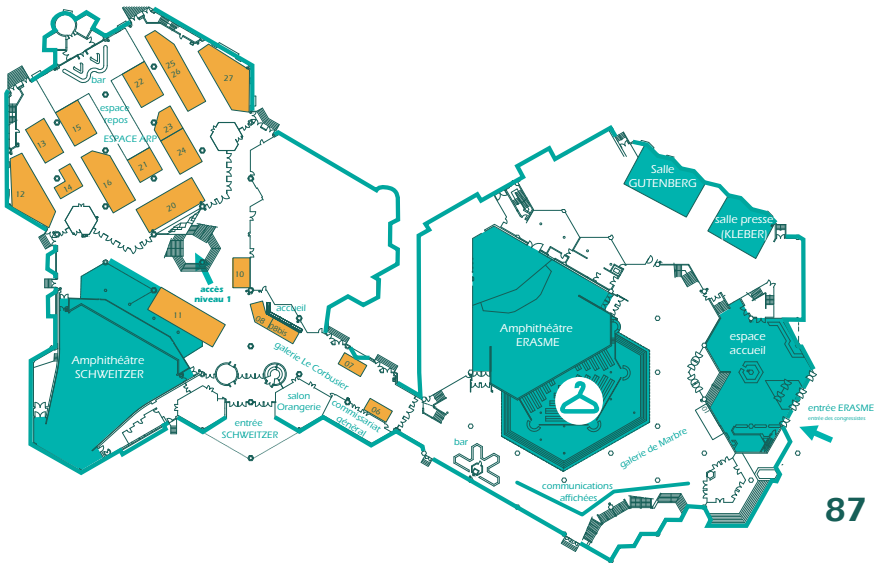 25
26
27
bar
22
espace
repos
15
23
ESPACE ARP
13
24
21
14
16
12
20
Salle
GUTENBERG
salle presse
(KLEBER)
10
accès
niveau 1
accueil
11
08
08bis
galerie Le Corbusier
07
Amphithéâtre
SCHWEITZER
Amphithéâtre
ERASME
espace
accueil
salon
Orangerie
06
commissariat
général
entrée
SCHWEITZER
entrée ERASME
entrée des congressistes
bar
galerie de Marbre
communications
affichées
87